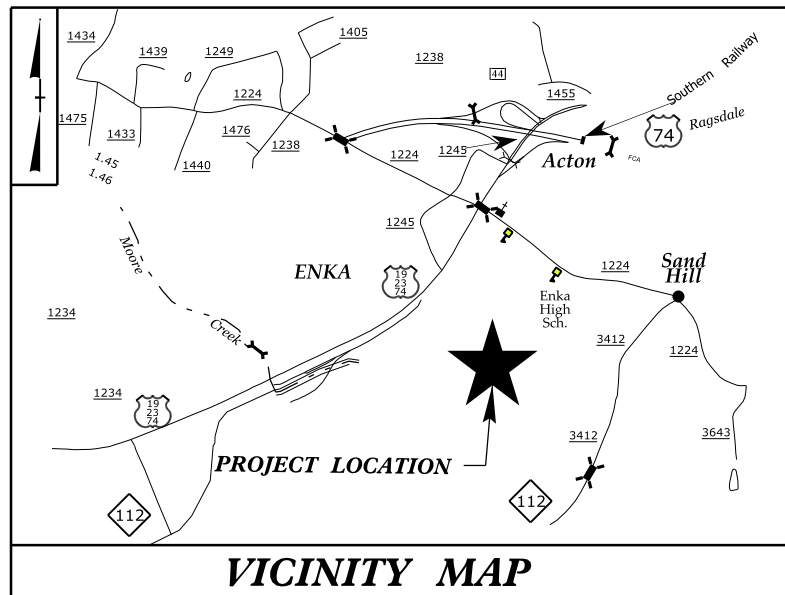 1434
1439
1249
1405
1238
44
Southern Railway
1224
1455
1475
1433
1476
1238
74
Ragsdale
1440
1.45
1.46
1224
1245
Acton
FCA
1245
Moore
Creek
ENKA
19
23
74
1224
Sand
Hill
Enka
High
Sch.
1234
3412
1224
1234
19
23
74
3412
3643
PROJECT LOCATION
112
112
VICINITY MAP